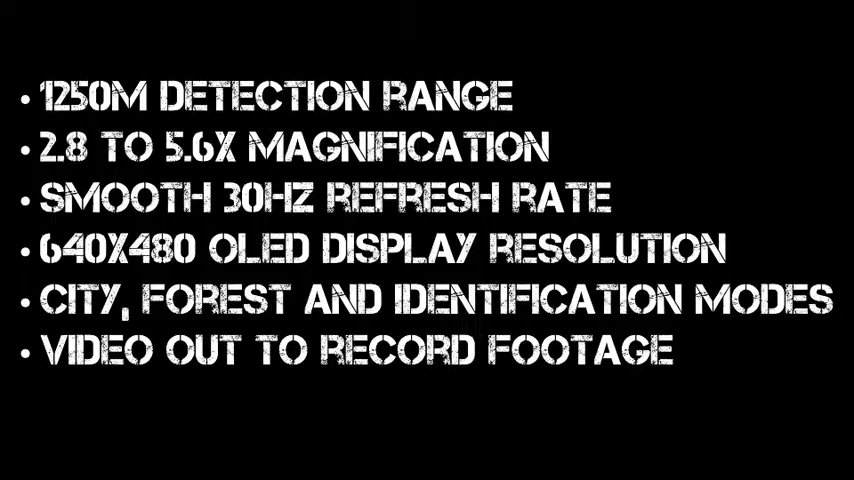 • 1250M DETECTION RANGE
• 2.8 TO 5.6X MAGNIFICATION
• SMOOTH 30HZ REFRESH RATE
• 640X480 OLED DISPLAY RESOLUTION
• CITY, FOREST AND IDENTIFICATION MODES
• VIDEO OUT TO RECORD FOOTAGE